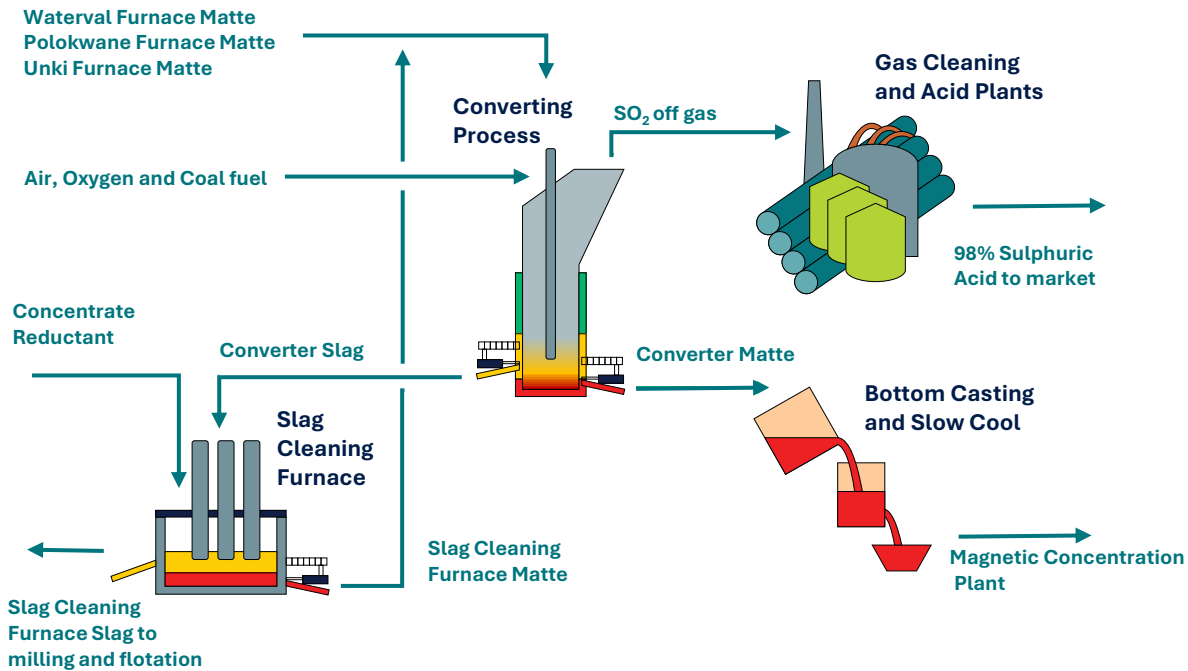 Waterval Furnace Matte
Polokwane Furnace Matte
Unki Furnace Matte
Converting
Process
SO₂ off gas
Gas Cleaning
and Acid Plants
Air, Oxygen and Coal fuel
98% Sulphuric
Acid to market
Concentrate
Reductant
Converter Slag
Converter Matte
Bottom Casting
and Slow Cool
Slag
Cleaning
Furnace
Slag Cleaning
Furnace Matte
Magnetic Concentration
Plant
Slag Cleaning
Furnace Slag to
milling and flotation